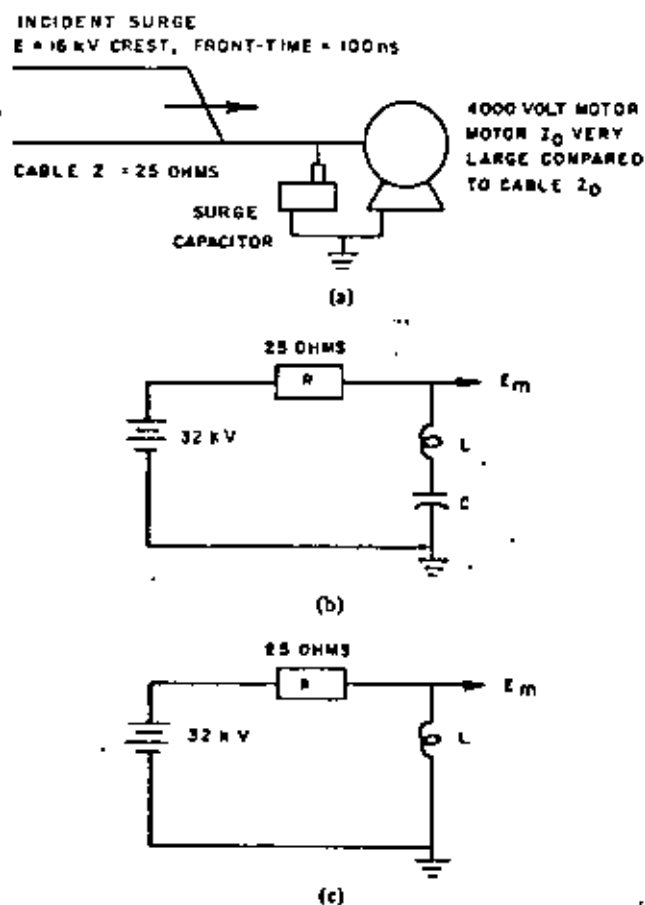 INCIDENT SURGE
E = 16 kV CREST, FRONT-TIME = 100 ns
4000 VOLT MOTOR
MOTOR Z0 VERY
LARGE COMPARED
TO CABLE Z0
CABLE Z = 25 OHMS
SURGE
CAPACITOR
(a)
25 OHMS
R
Em
32 kV
L
C
(b)
25 OHMS
R
Em
32 kV
L
(c)